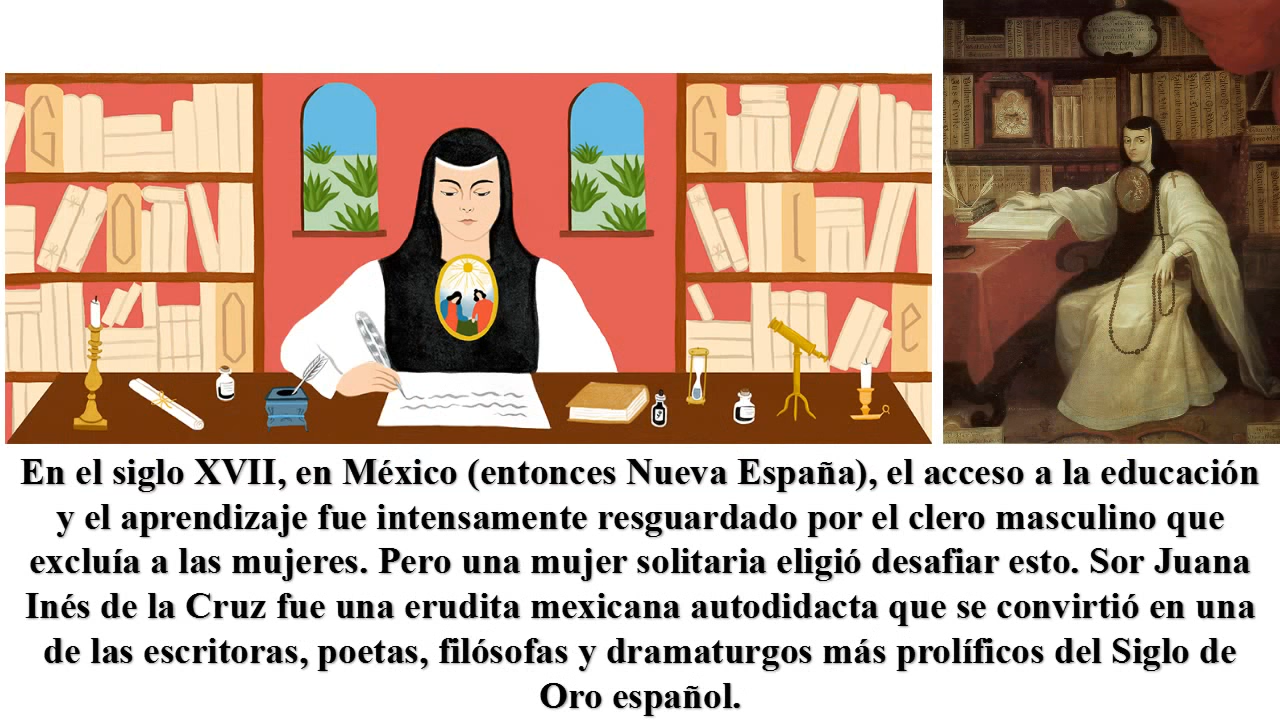 G G
O L
O e
En el siglo XVII, en México (entonces Nueva España), el acceso a la educación
y el aprendizaje fue intensamente resguardado por el clero masculino que
excluía a las mujeres. Pero una mujer solitaria eligió desafiar esto. Sor Juana
Inés de la Cruz fue una erudita mexicana autodidacta que se convirtió en una
de las escritoras, poetas, filósofas y dramaturgos más prolíficos del Siglo de
Oro español.